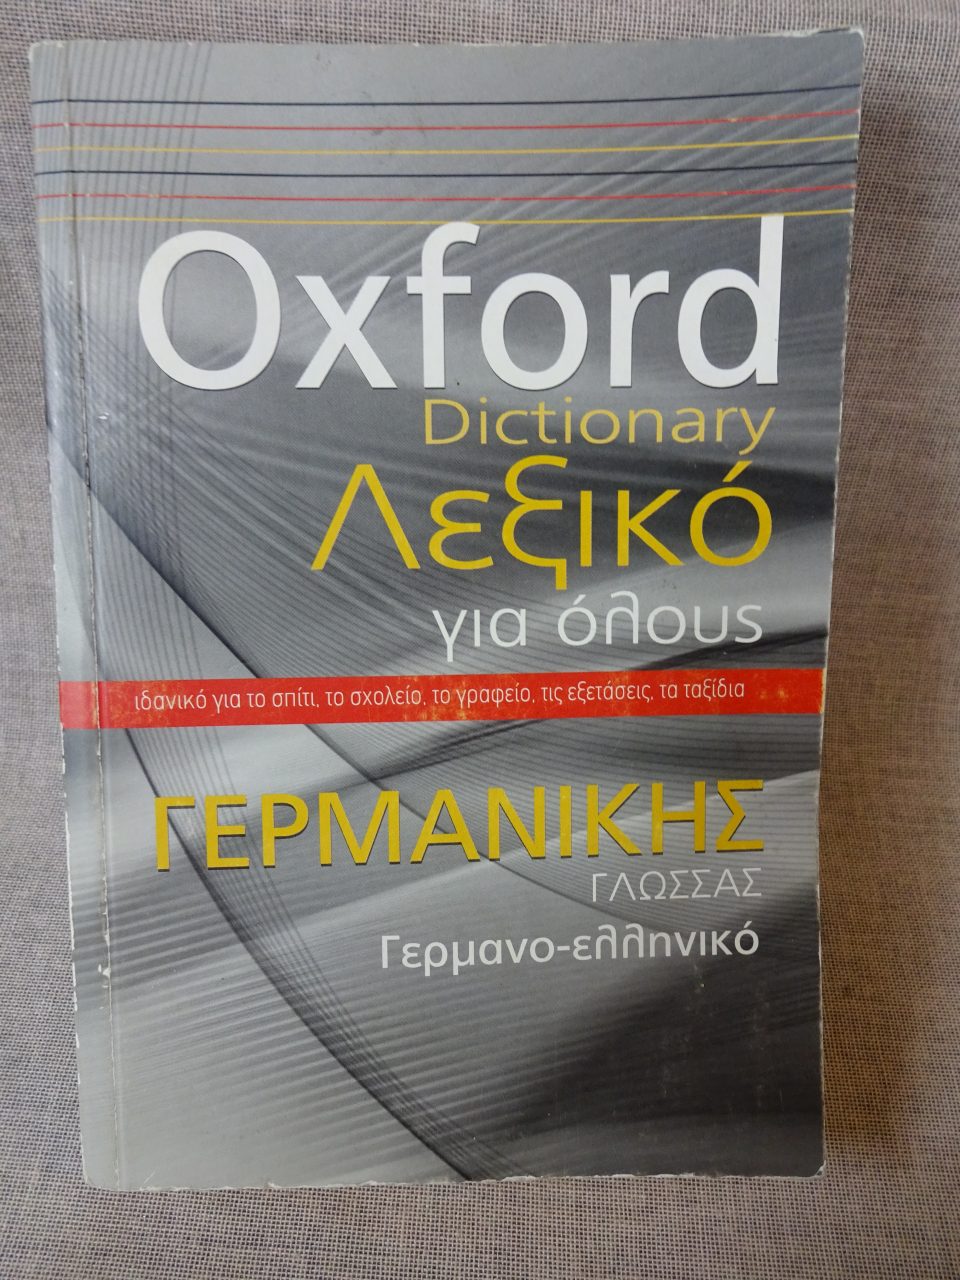 Oxford
Dictionary
Λεξικό
για όλους
ιδανικό για το σπίτι, το σχολείο, το γραφείο, τις εξετάσεις, τα ταξίδια
ΓΕΡΜΑΝΙΚΗΣ
ΓΛΩΣΣΑΣ
Γερμανο-ελληνικό